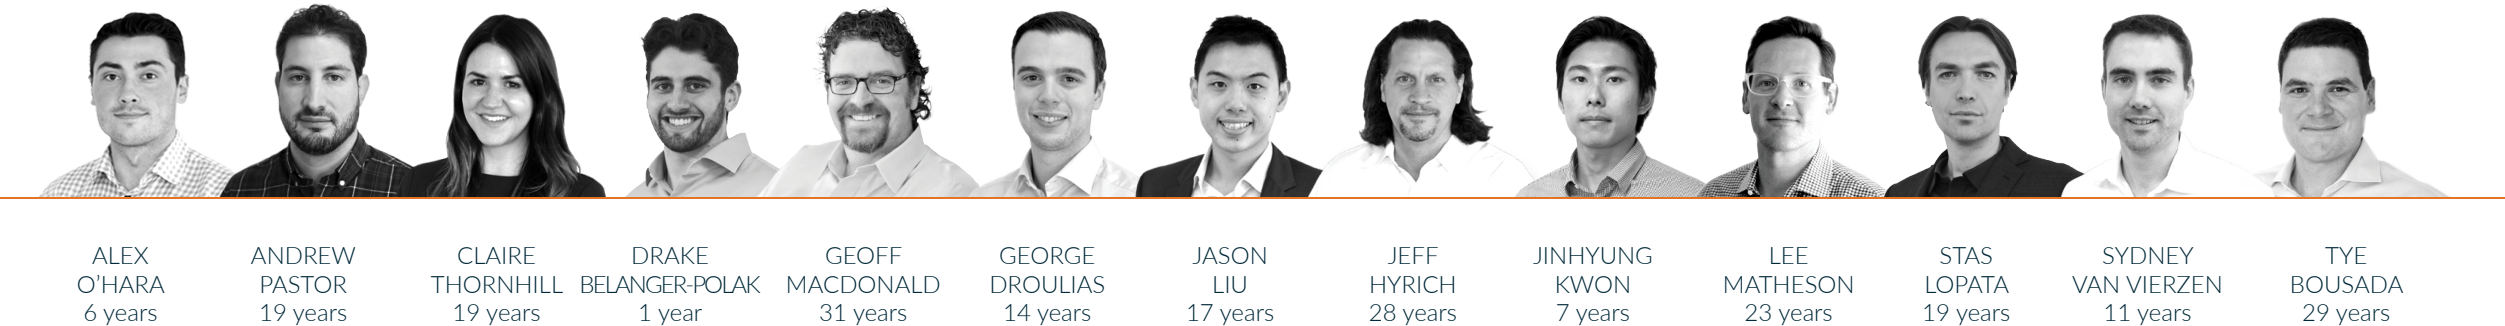 ALEX
O’HARA
6 years
ANDREW
PASTOR
19 years
CLAIRE
THORNHILL
19 years
DRAKE
BELANGER-POLAK
1 year
GEOFF
MACDONALD
31 years
GEORGE
DROULIAS
14 years
JASON
LIU
17 years
JEFF
HYRICH
28 years
JINHYUNG
KWON
7 years
LEE
MATHESON
23 years
STAS
LOPATA
19 years
SYDNEY
VAN VIERZEN
11 years
TYE
BOUSADA
29 years